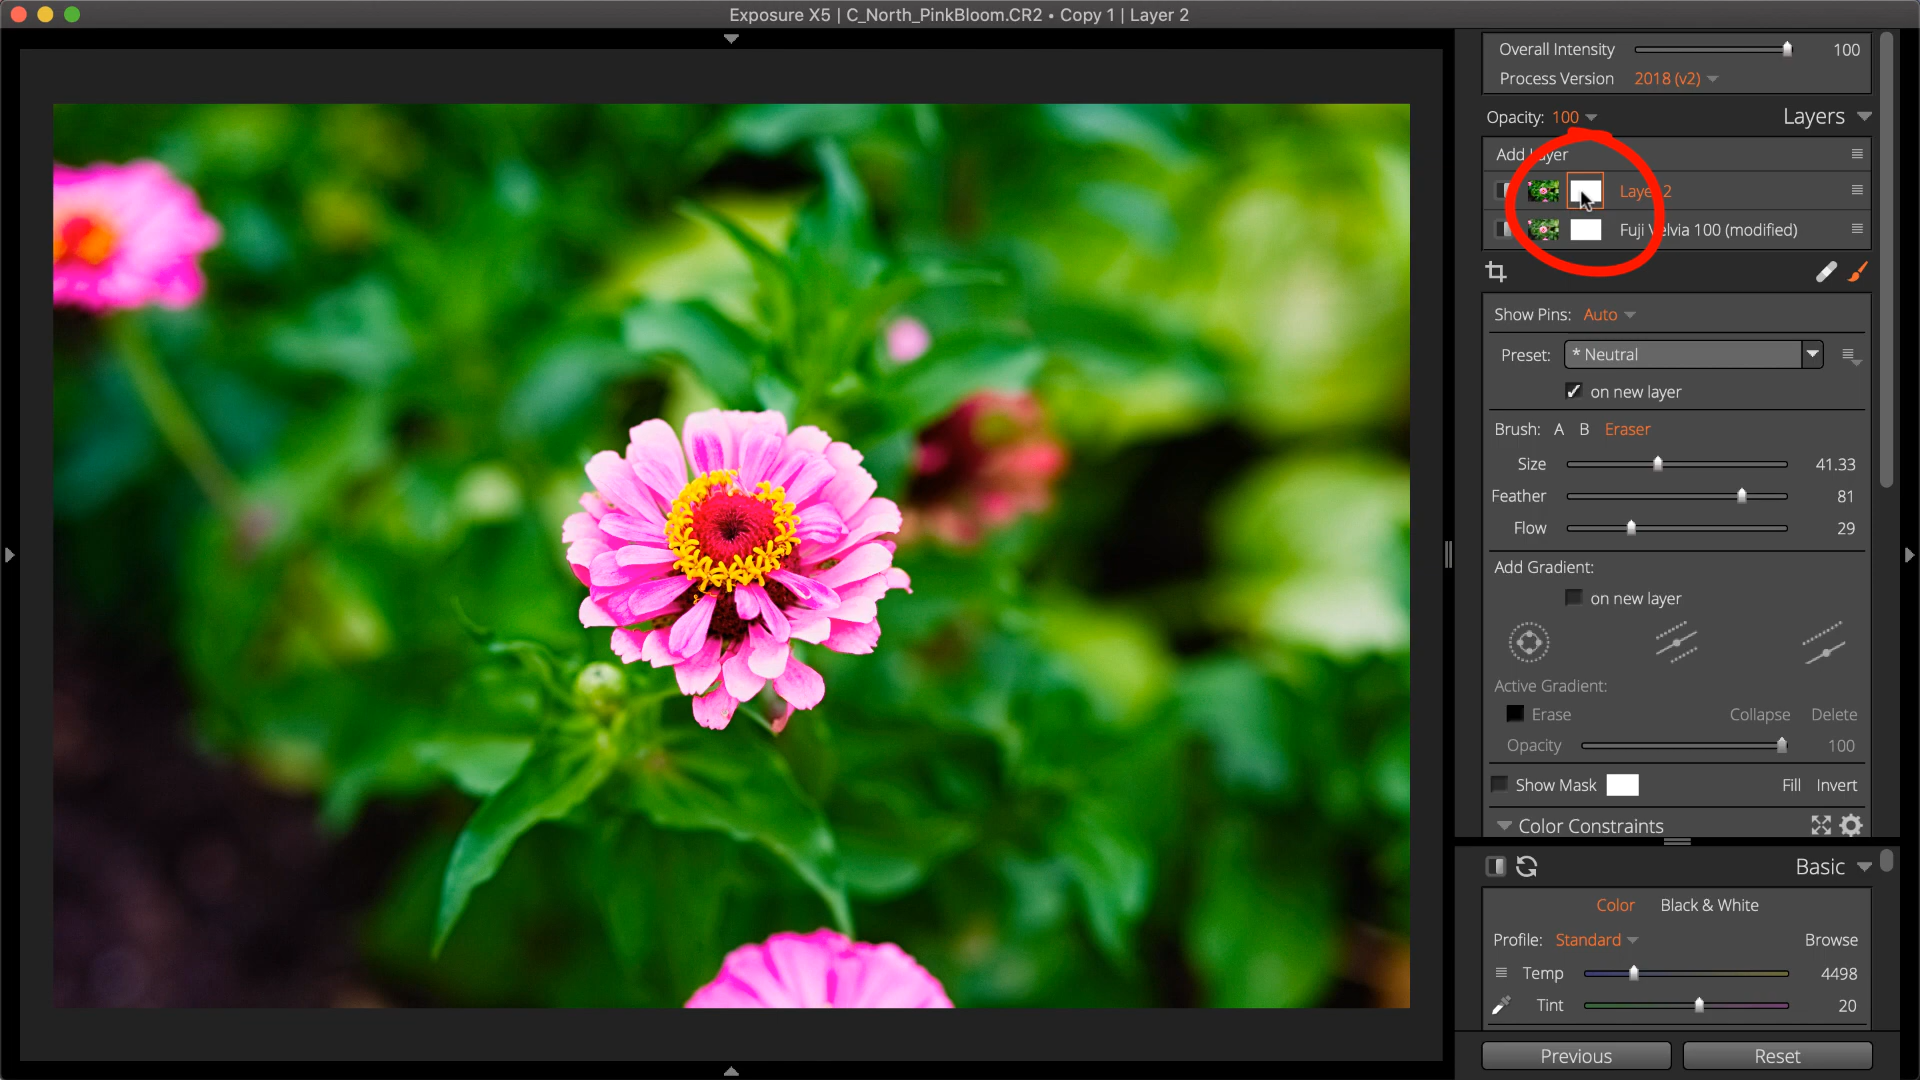 Exposure X5 | C_North_PinkBloom.CR2 • Copy 1 | Layer 2
Overall Intensity 100
Process Version 2018 (v2)
Opacity: 100 Layers
Add Layer
Layer 2
Fuji Velvia 100 (modified)
Show Pins: Auto
Preset: * Neutral
on new layer
Brush: A B Eraser
Size 41.33
Feather 81
Flow 29
Add Gradient:
on new layer
Active Gradient:
Erase Collapse Delete
Opacity 100
Show Mask Fill Invert
Color Constraints
Basic
Color Black & White
Profile: Standard Browse
Temp 4498
Tint 20
Previous Reset